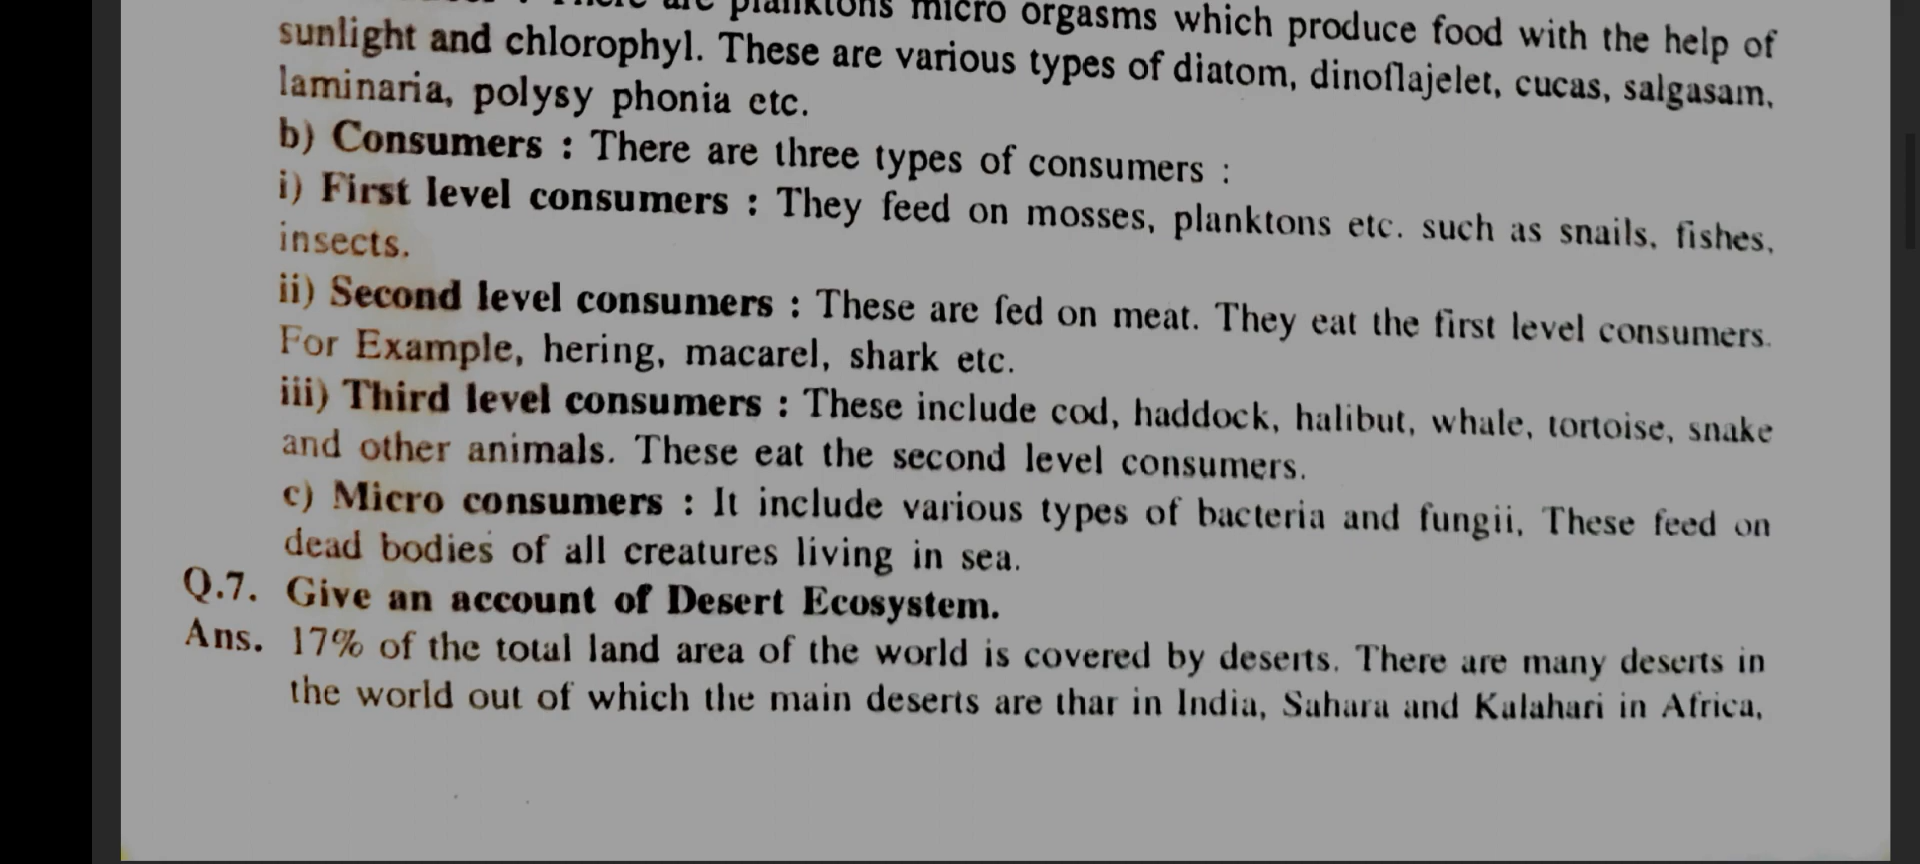 : There are planktons micro orgasms which produce food with the help of
sunlight and chlorophyl. These are various types of diatom, dinoflajelet, cucas, salgasam,
laminaria, polysy phonia etc.
b) Consumers : There are three types of consumers :
i) First level consumers : They feed on mosses, planktons etc. such as snails, fishes,
insects.
ii) Second level consumers : These are fed on meat. They eat the first level consumers.
For Example, hering, macarel, shark etc.
iii) Third level consumers : These include cod, haddock, halibut, whale, tortoise, snake
and other animals. These eat the second level consumers.
c) Micro consumers : It include various types of bacteria and fungii, These feed on
dead bodies of all creatures living in sea.
Q.7. Give an account of Desert Ecosystem.
Ans. 17% of the total land area of the world is covered by deserts. There are many deserts in
the world out of which the main deserts are thar in India, Sahara and Kalahari in Africa,